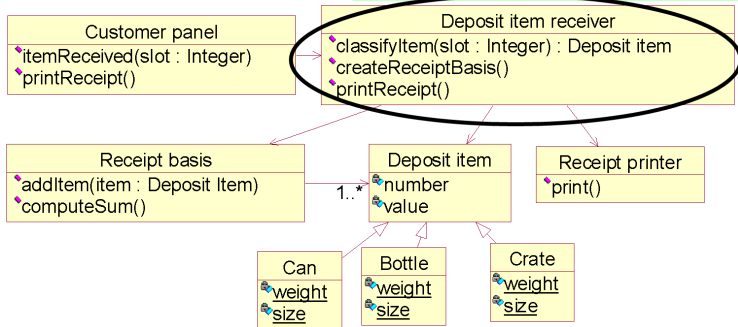 Customer panel
itemReceived(slot : Integer)
printReceipt()
Deposit item receiver
classifyItem(slot : Integer) : Deposit item
createReceiptBasis()
printReceipt()
Receipt basis
addItem(item : Deposit Item)
computeSum()
1..*
Deposit item
number
value
Receipt printer
print()
Can
weight
size
Bottle
weight
size
Crate
weight
size